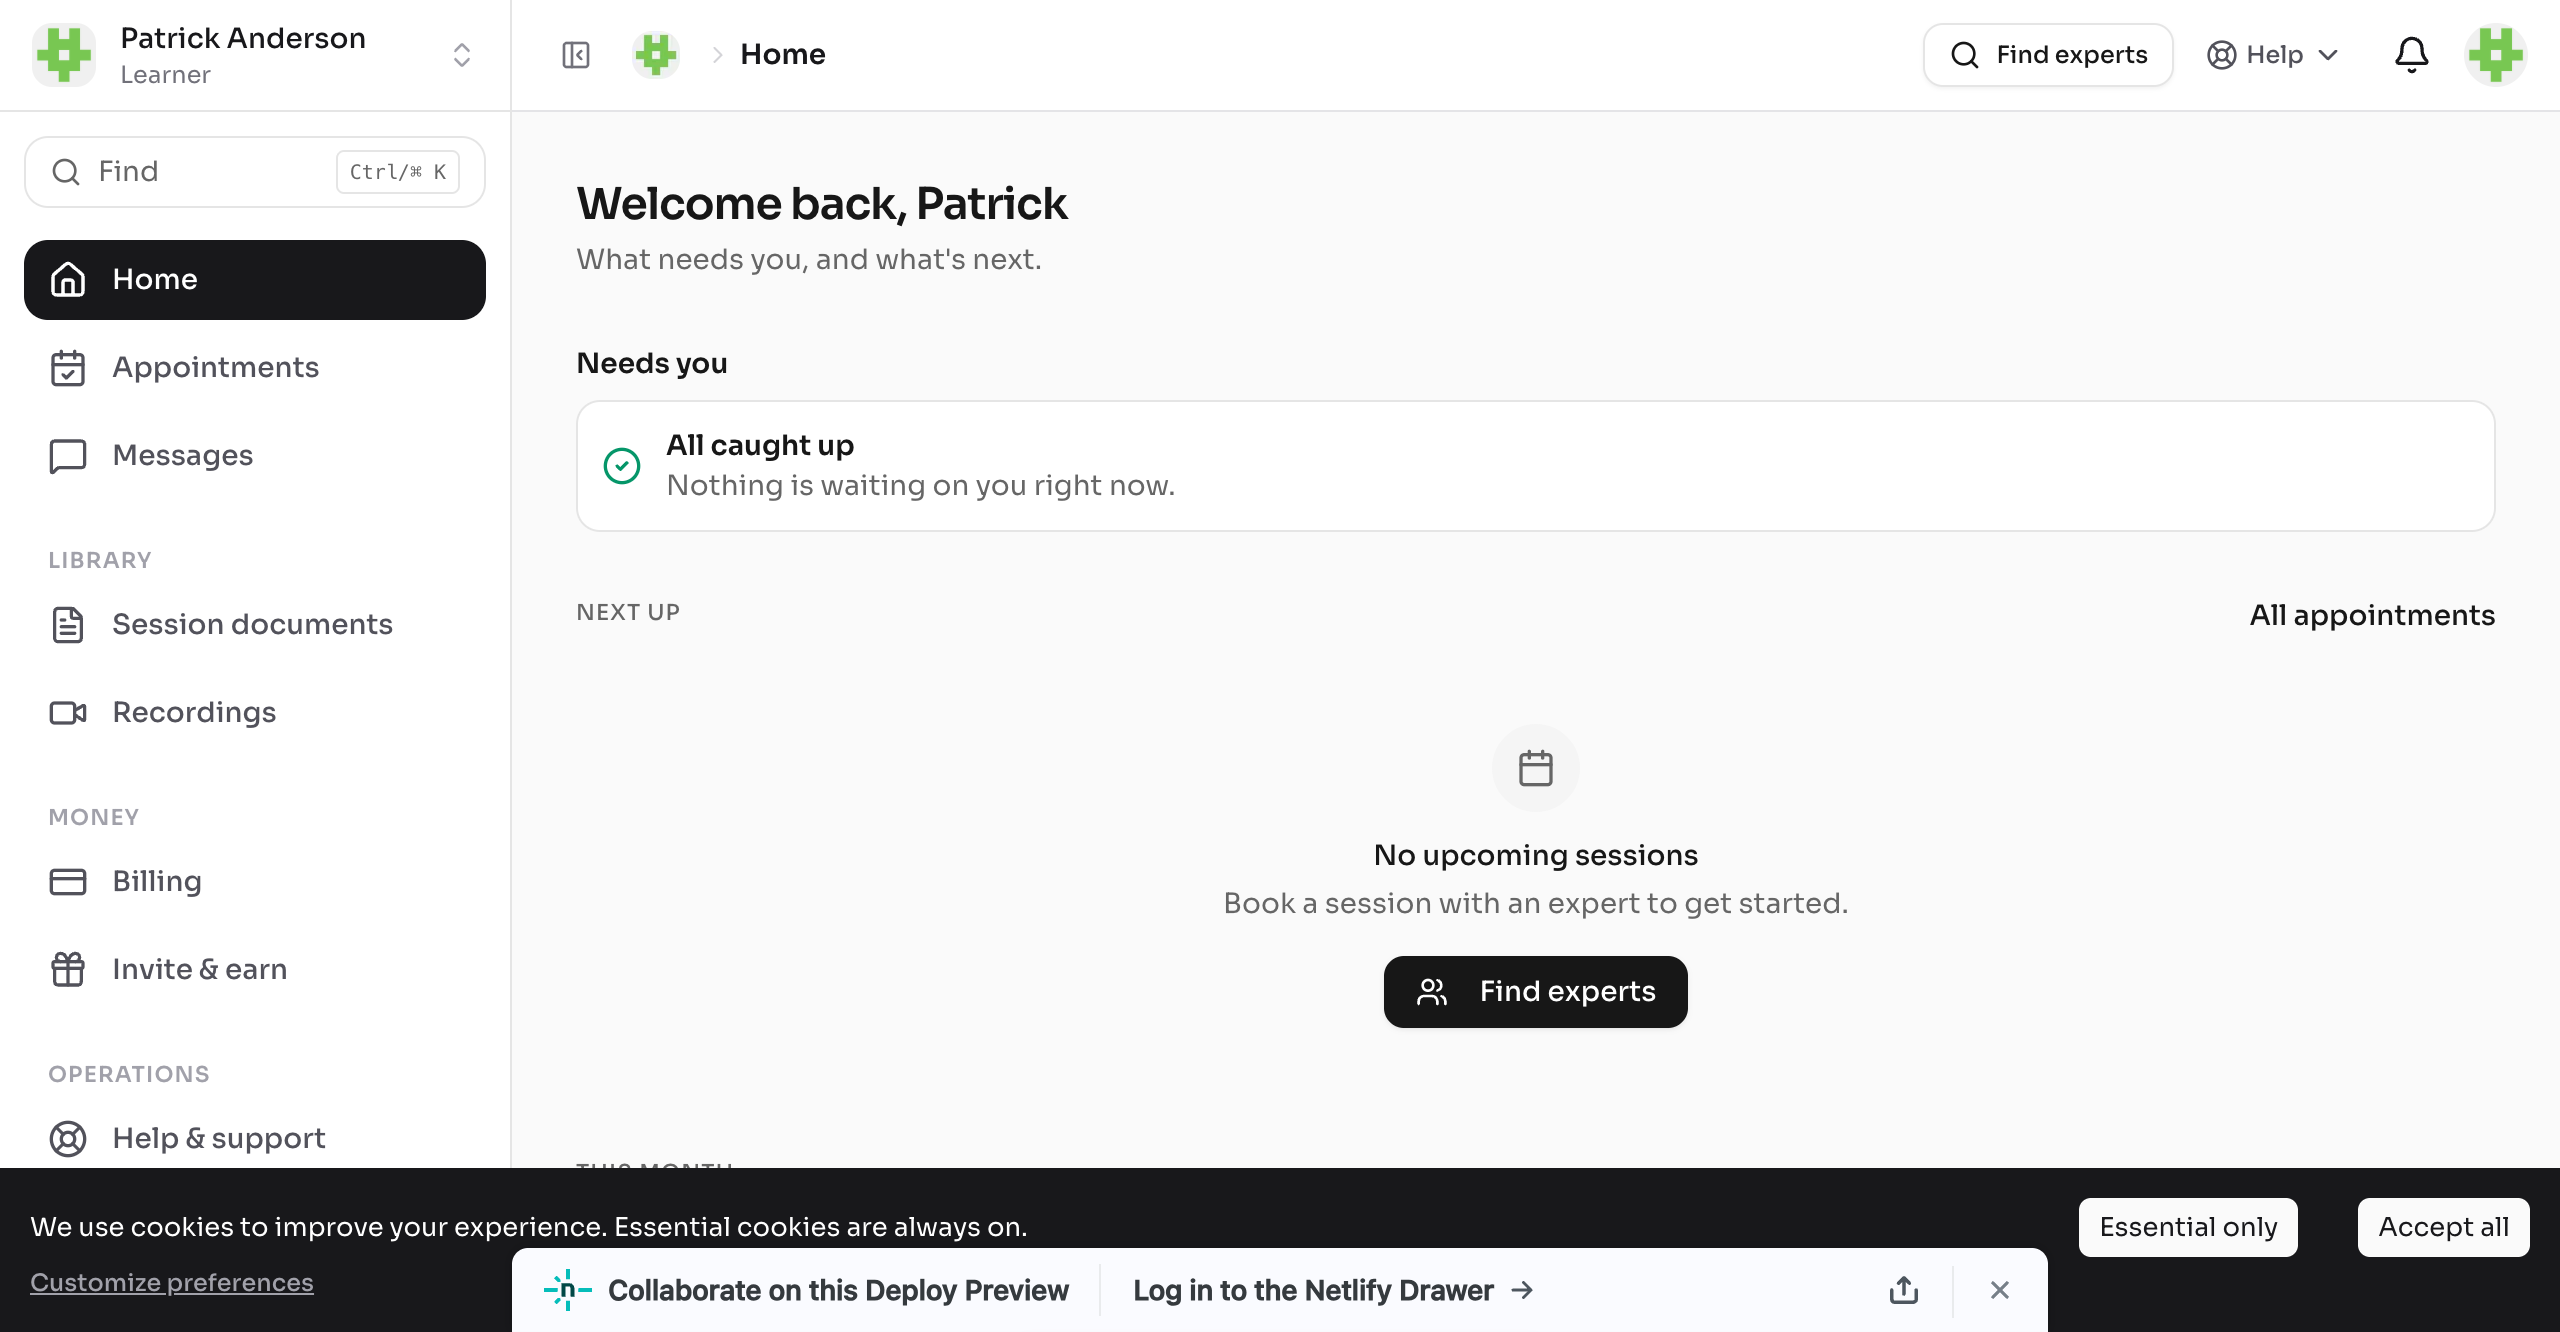 Patrick Anderson
Learner
Home
Find experts
Help
Find
Ctrl/⌘ K
Home
Appointments
Messages
LIBRARY
Session documents
Recordings
MONEY
Billing
Invite & earn
OPERATIONS
Help & support
Welcome back, Patrick
What needs you, and what's next.
Needs you
All caught up
Nothing is waiting on you right now.
NEXT UP
All appointments
No upcoming sessions
Book a session with an expert to get started.
Find experts
THIS MONTH
We use cookies to improve your experience. Essential cookies are always on.
Customize preferences
Essential only
Accept all
Collaborate on this Deploy Preview
Log in to the Netlify Drawer →